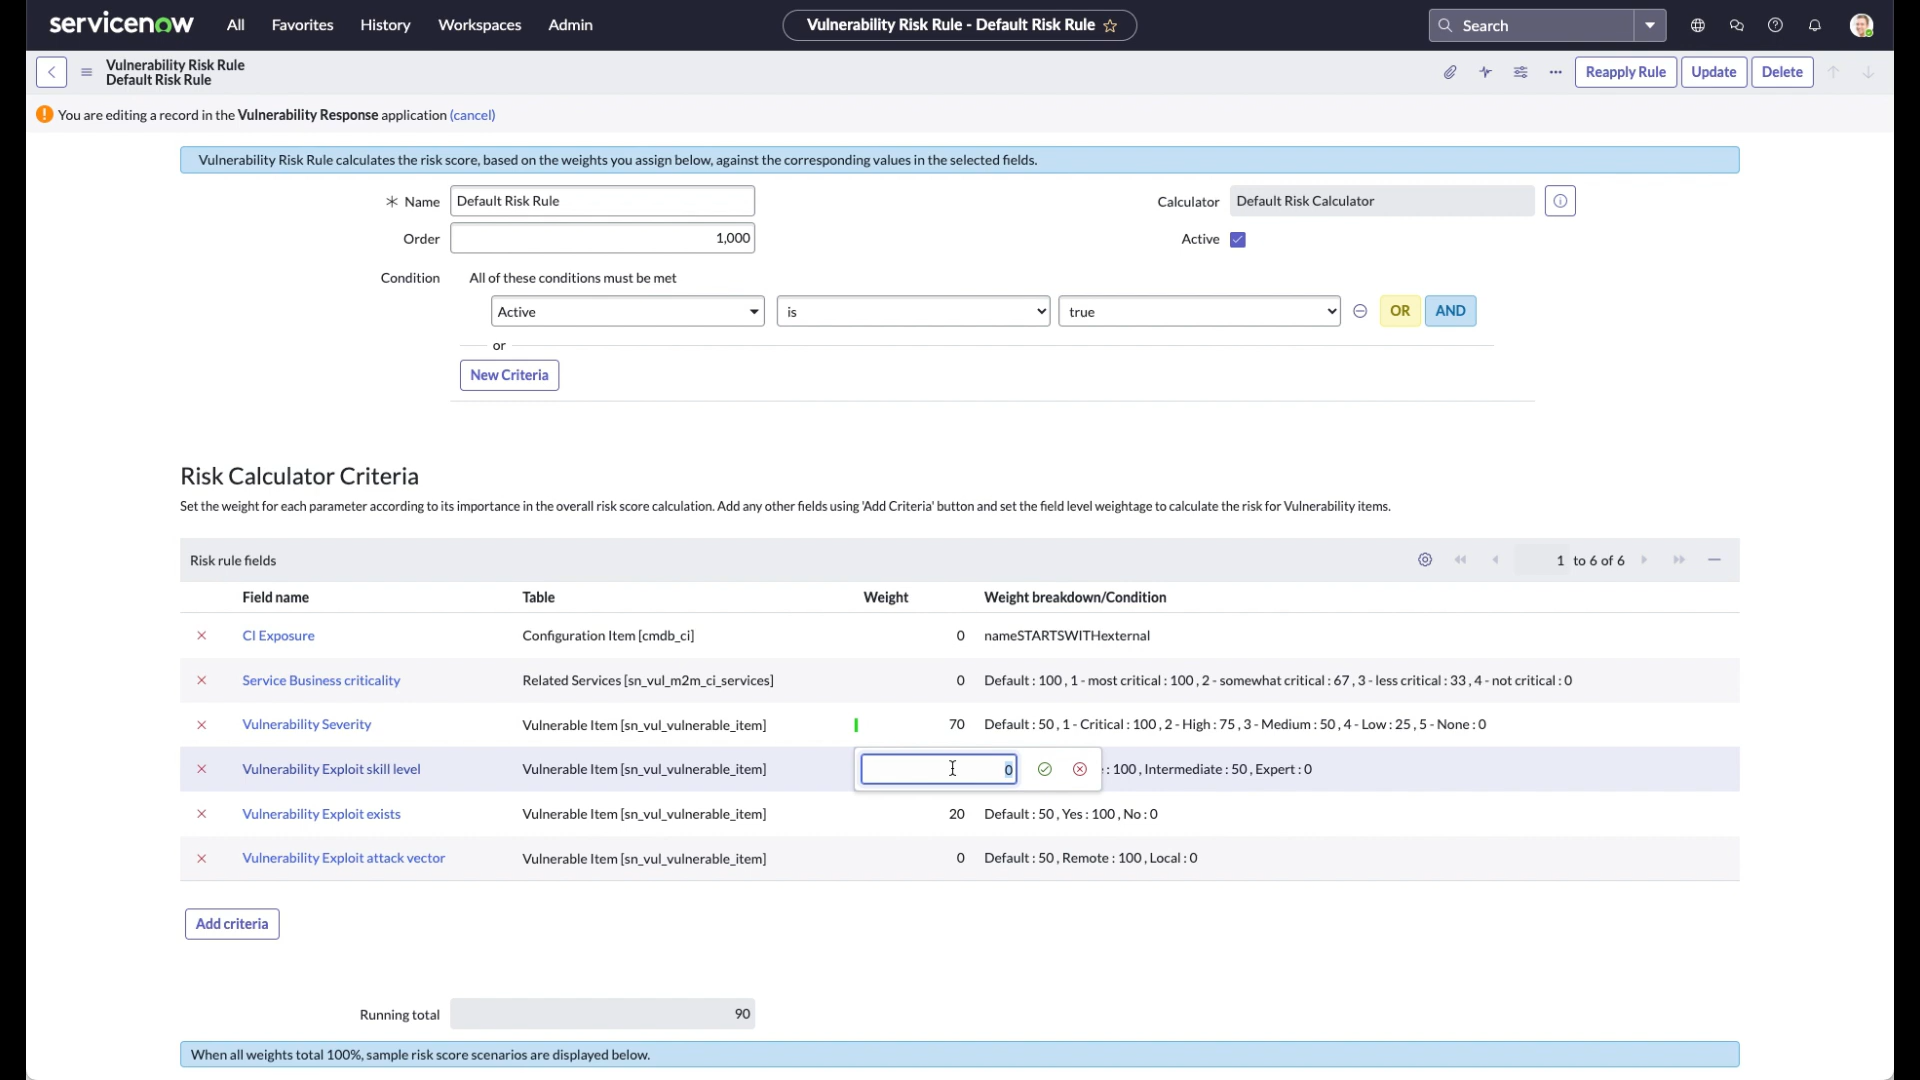 servicenow All Favorites History Workspaces Admin Vulnerability Risk Rule - Default Risk Rule Search
Vulnerability Risk Rule
Default Risk Rule
Reapply Rule Update Delete
You are editing a record in the Vulnerability Response application (cancel)
Vulnerability Risk Rule calculates the risk score, based on the weights you assign below, against the corresponding values in the selected fields.
Name Default Risk Rule Calculator Default Risk Calculator
Order 1,000 Active
Condition All of these conditions must be met
Active is true OR AND
or
New Criteria
Risk Calculator Criteria
Set the weight for each parameter according to its importance in the overall risk score calculation. Add any other fields using 'Add Criteria' button and set the field level weightage to calculate the risk for Vulnerability items.
Risk rule fields 1 to 6 of 6
Field name Table Weight Weight breakdown/Condition
CI Exposure Configuration Item [cmdb_ci] 0 nameSTARTSWITHexternal
Service Business criticality Related Services [sn_vul_m2m_ci_services] 0 Default : 100 , 1 - most critical : 100 , 2 - somewhat critical : 67 , 3 - less critical : 33 , 4 - not critical : 0
Vulnerability Severity Vulnerable Item [sn_vul_vulnerable_item] 70 Default : 50 , 1 - Critical : 100 , 2 - High : 75 , 3 - Medium : 50 , 4 - Low : 25 , 5 - None : 0
Vulnerability Exploit skill level Vulnerable Item [sn_vul_vulnerable_item] 0 : 100 , Intermediate : 50 , Expert : 0
Vulnerability Exploit exists Vulnerable Item [sn_vul_vulnerable_item] 20 Default : 50 , Yes : 100 , No : 0
Vulnerability Exploit attack vector Vulnerable Item [sn_vul_vulnerable_item] 0 Default : 50 , Remote : 100 , Local : 0
Add criteria
Running total 90
When all weights total 100%, sample risk score scenarios are displayed below.